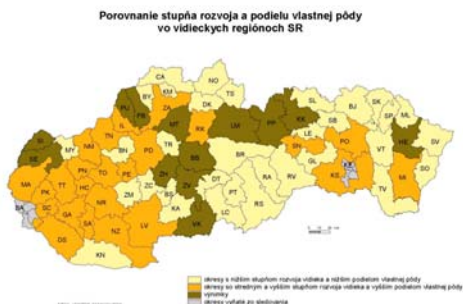 Porovnanie stupňa rozvoja a podielu vlastnej pôdy
vo vidieckych regiónoch SR
CA
NO
TS
BY
KM
DK
PU
ZA
PB
IL
MT
RK
LM
PP
KK
SL
BJ
SK
SP
ML
SB
LE
PO
VT
HE
SV
SN
GL
KS
KE
MI
SO
TV
SI
SE
MY
NM
TN
BN
PD
TR
BB
BR
ZH
ZV
DT
PT
RA
RV
RS
LC
MA
PK
TT
PN
HC
TO
PE
ZM
ZC
BS
KA
VK
BA
SC
GA
SA
NR
NZ
LV
DS
KN
okresy s nižším stupňom rozvoja vidieka a nižším podielom vlastnej pôdy
okresy so stredným a vyšším stupňom rozvoja vidieka a vyšším podielom vlastnej pôdy
výnimky
okresy vyňaté zo sledovania